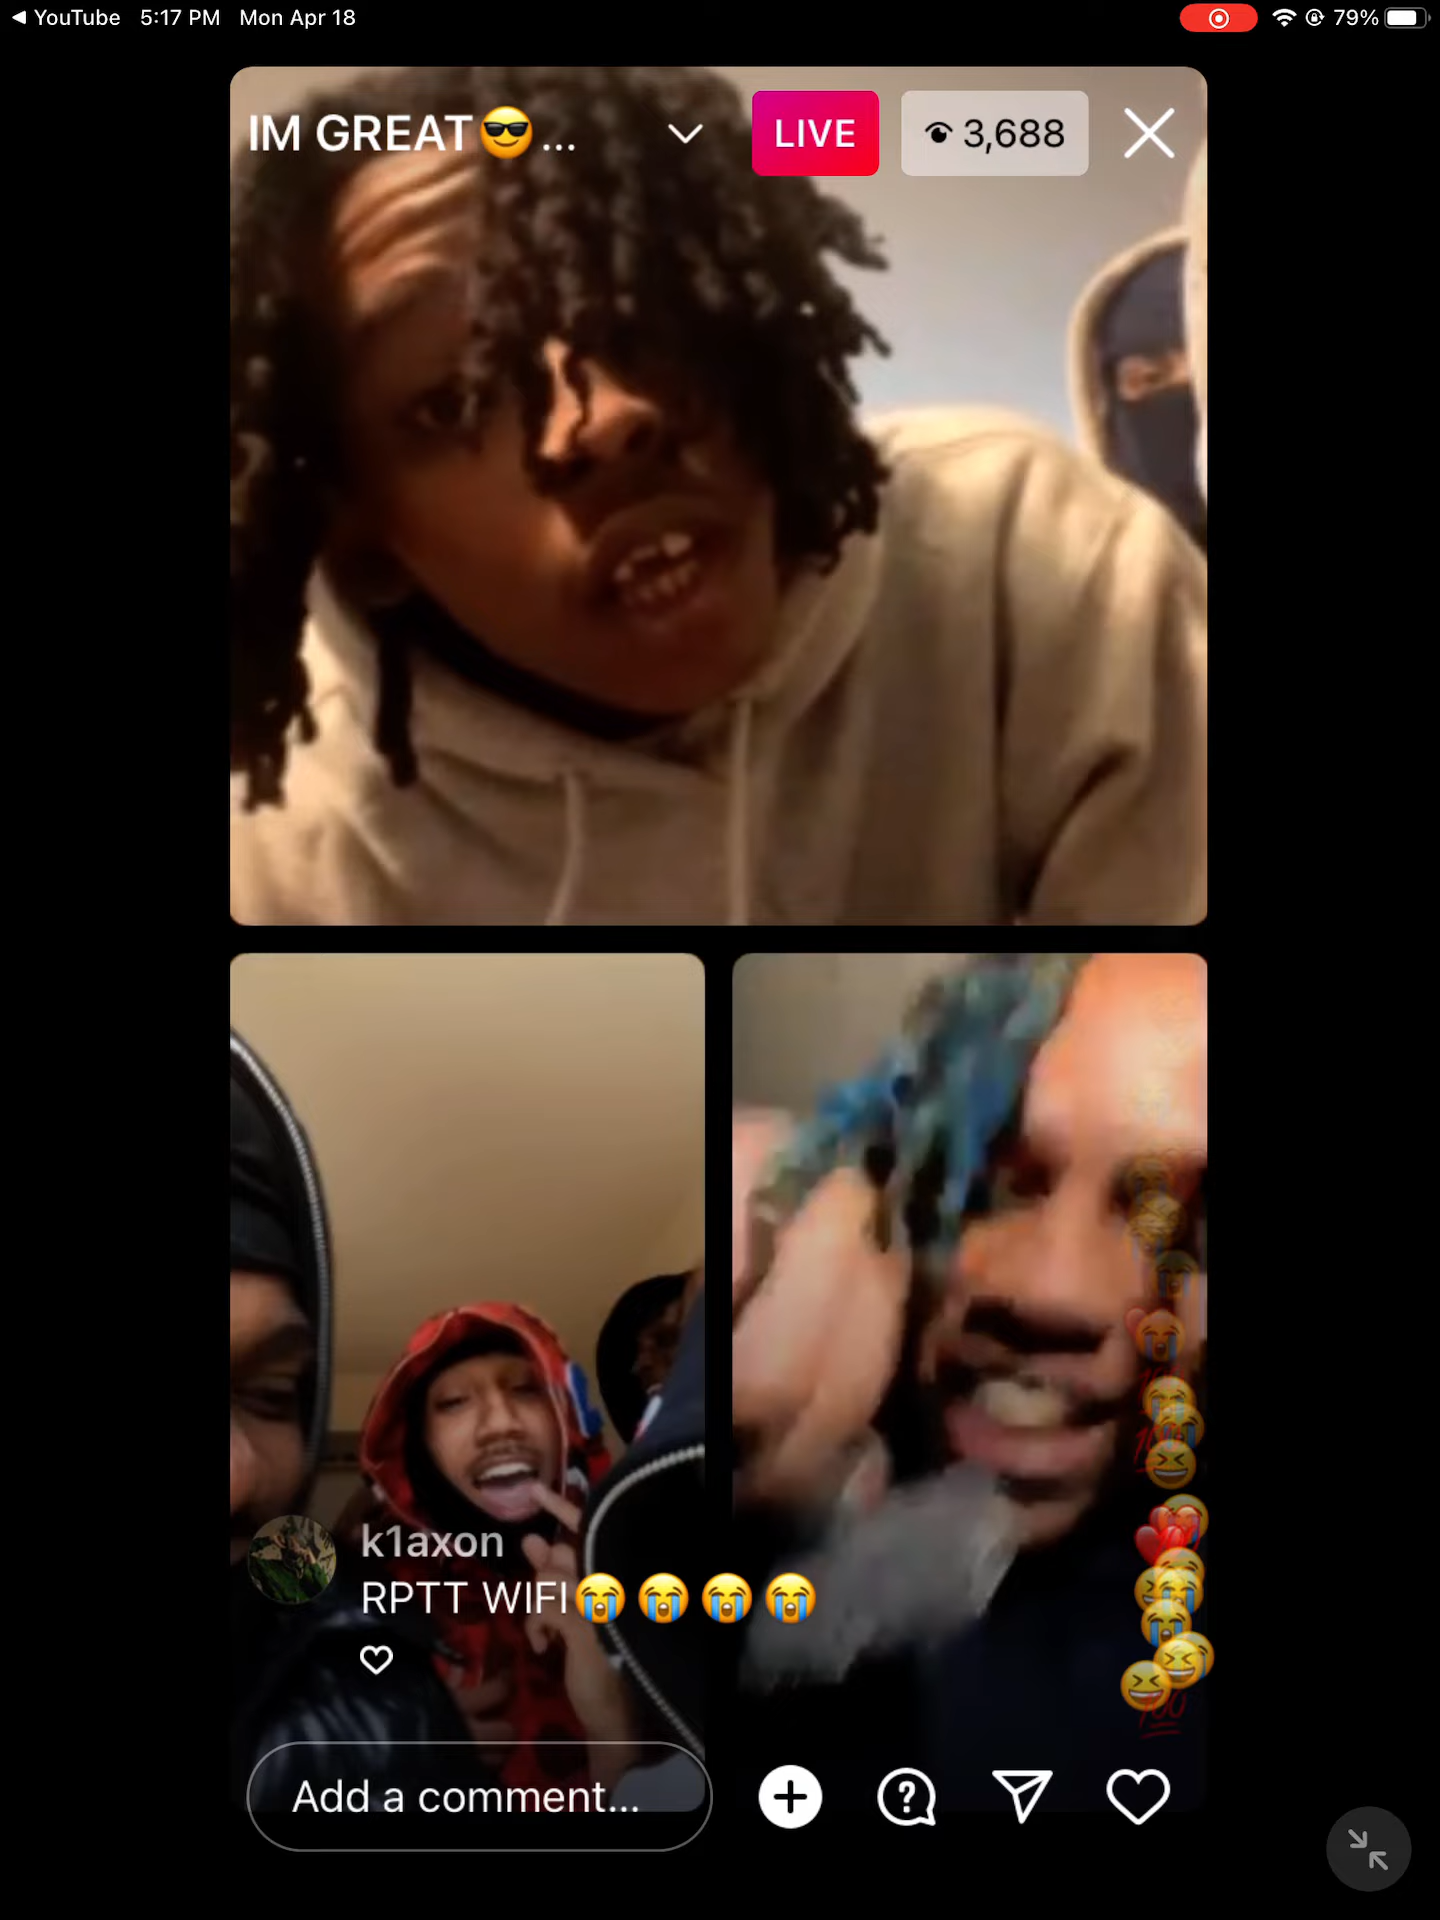 ◀ YouTube 5:17 PM Mon Apr 18 79%
IM GREAT😎... LIVE 3,688
k1axon
RPTT WIFI😭😭😭😭
Add a comment...